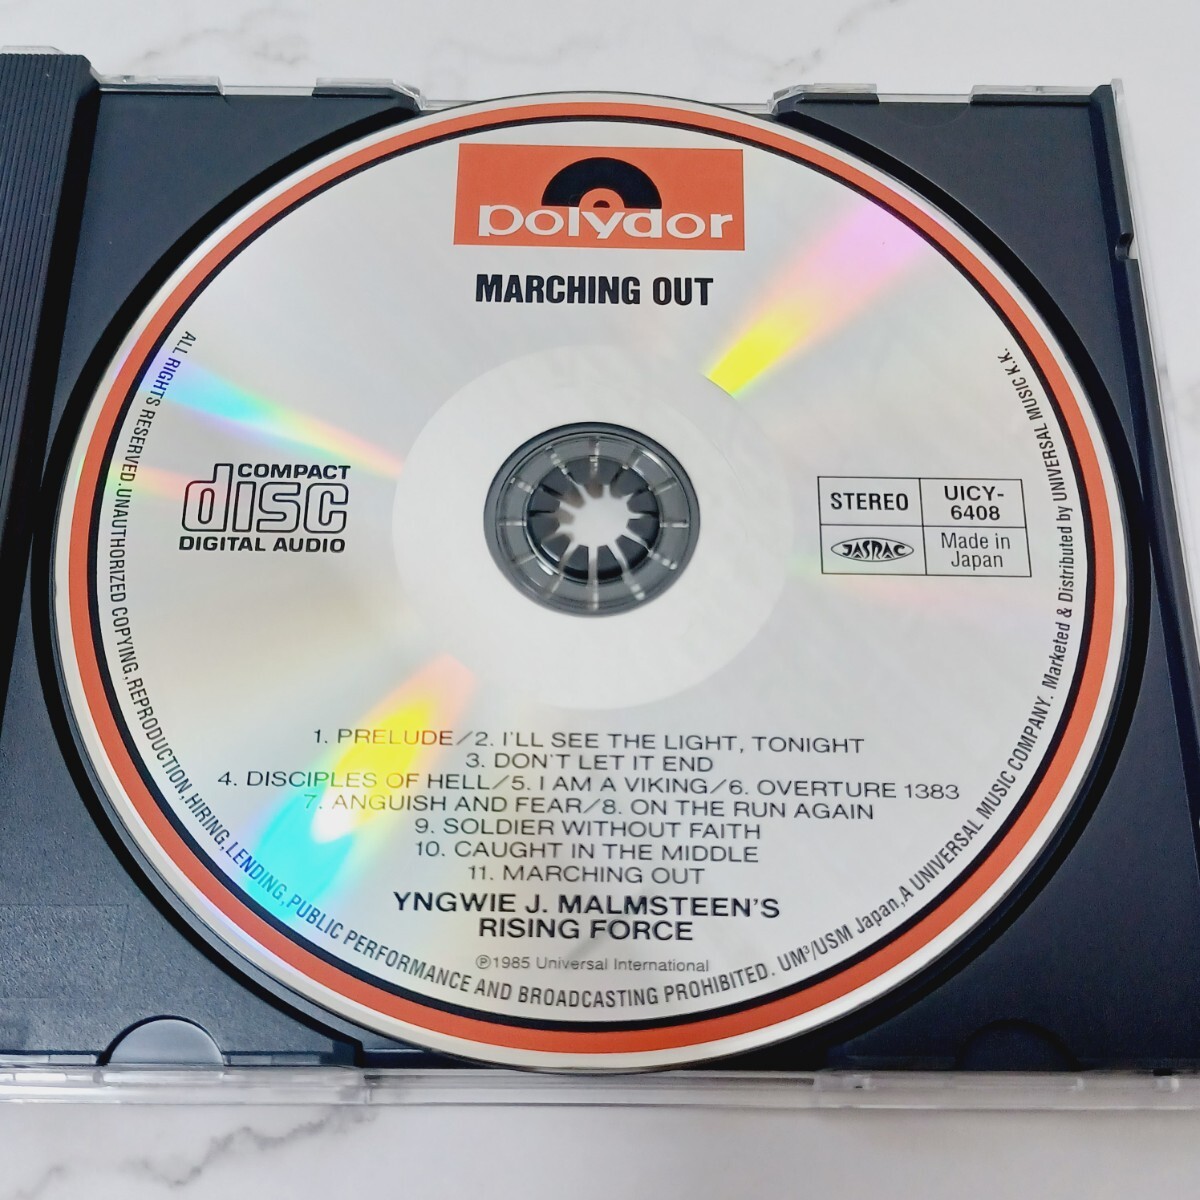 polydor
MARCHING OUT
COMPACT
disc
DIGITAL AUDIO
STEREO
UICY-
6408
JASRAC
Made in
Japan
1. PRELUDE/2. I'LL SEE THE LIGHT, TONIGHT
3. DON'T LET IT END
4. DISCIPLES OF HELL/5. I AM A VIKING/6. OVERTURE 1383
7. ANGUISH AND FEAR/8. ON THE RUN AGAIN
9. SOLDIER WITHOUT FAITH
10. CAUGHT IN THE MIDDLE
11. MARCHING OUT
YNGWIE J. MALMSTEEN'S
RISING FORCE
℗1985 Universal International
ALL RIGHTS RESERVED. UNAUTHORIZED COPYING, REPRODUCTION, HIRING, LENDING, PUBLIC PERFORMANCE AND BROADCASTING PROHIBITED. UM³/USM Japan, A UNIVERSAL MUSIC COMPANY. Marketed & Distributed by UNIVERSAL MUSIC K.K.